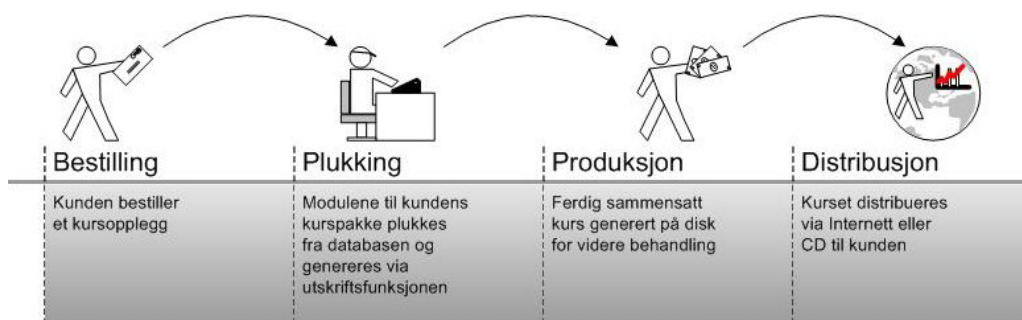 Bestilling
Kunden bestiller
et kursopplegg
Plukking
Modulene til kundens
kurspakke plukkes
fra databasen og
genereres via
utskriftsfunksjonen
Produksjon
Ferdig sammensatt
kurs generert på disk
for videre behandling
Distribusjon
Kurset distribueres
via Internett eller
CD til kunden